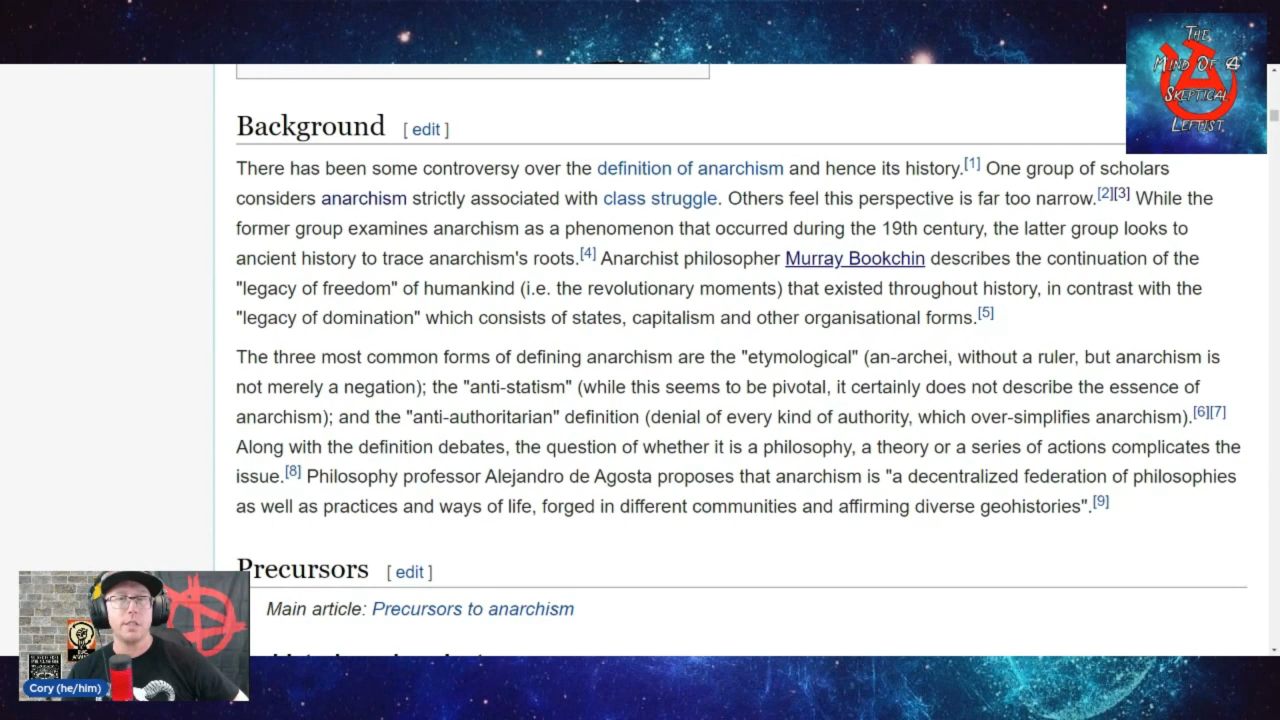 THE
MIND OF A
SKEPTICAL
LEFTIST
Background [ edit ]
There has been some controversy over the definition of anarchism and hence its history.[1] One group of scholars
considers anarchism strictly associated with class struggle. Others feel this perspective is far too narrow.[2][3] While the
former group examines anarchism as a phenomenon that occurred during the 19th century, the latter group looks to
ancient history to trace anarchism's roots.[4] Anarchist philosopher Murray Bookchin describes the continuation of the
"legacy of freedom" of humankind (i.e. the revolutionary moments) that existed throughout history, in contrast with the
"legacy of domination" which consists of states, capitalism and other organisational forms.[5]
The three most common forms of defining anarchism are the "etymological" (an-archei, without a ruler, but anarchism is
not merely a negation); the "anti-statism" (while this seems to be pivotal, it certainly does not describe the essence of
anarchism); and the "anti-authoritarian" definition (denial of every kind of authority, which over-simplifies anarchism).[6][7]
Along with the definition debates, the question of whether it is a philosophy, a theory or a series of actions complicates the
issue.[8] Philosophy professor Alejandro de Agosta proposes that anarchism is "a decentralized federation of philosophies
as well as practices and ways of life, forged in different communities and affirming diverse geohistories".[9]
Precursors [ edit ]
Main article: Precursors to anarchism
Cory (he/him)